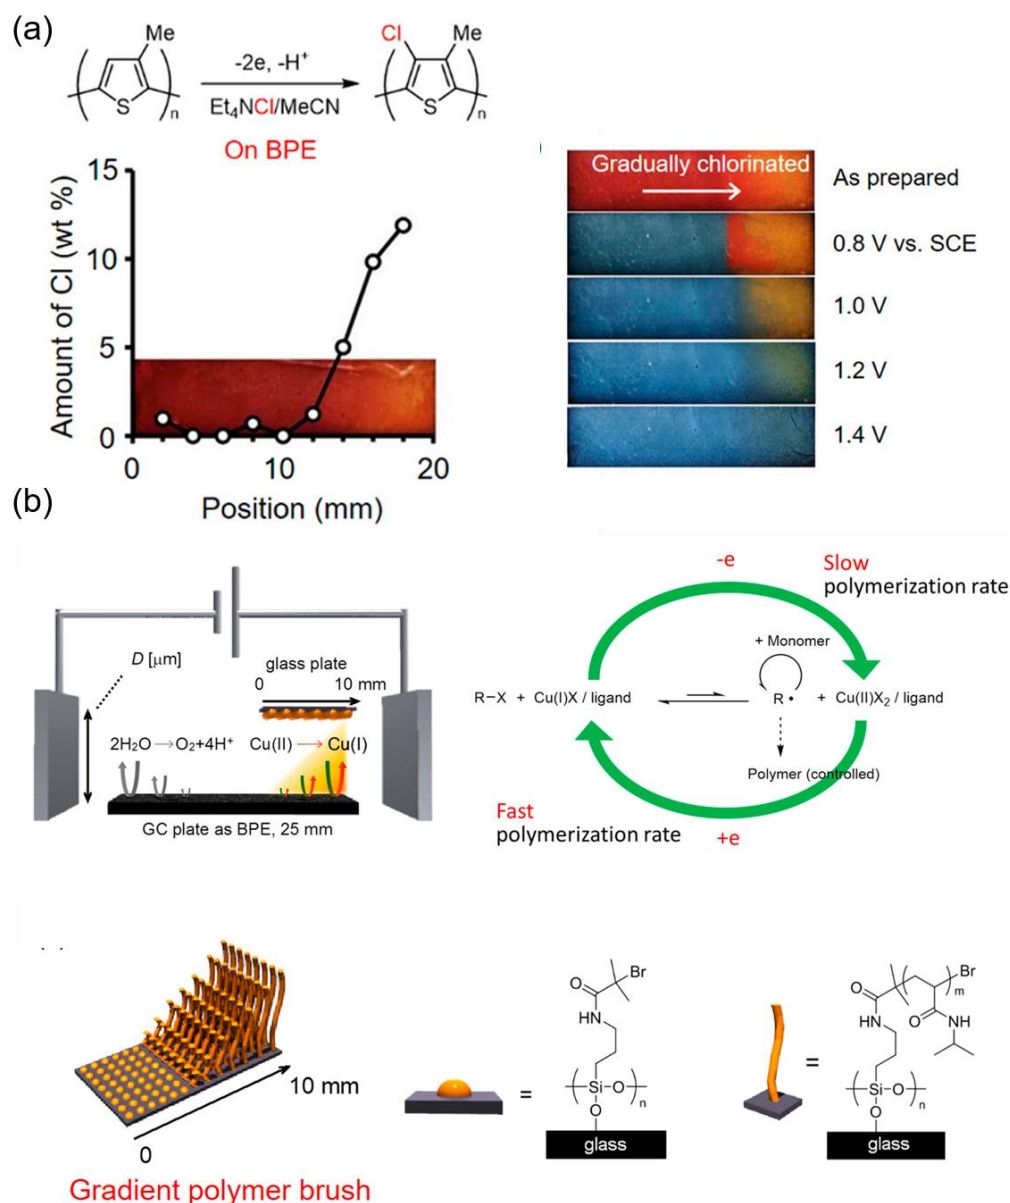 (a)
Me
S
n
-2e, -H⁺
Et₄NCl/MeCN
Cl
Me
S
n
On BPE
Amount of Cl (wt %)
15
10
5
0
0
10
20
Position (mm)
Gradually chlorinated
As prepared
0.8 V vs. SCE
1.0 V
1.2 V
1.4 V
(b)
D [μm]
glass plate
0
10 mm
2H₂O → O₂+4H⁺
Cu(II) → Cu(I)
GC plate as BPE, 25 mm
-e
Slow
polymerization rate
+ Monomer
R–X + Cu(I)X / ligand
R •
+ Cu(II)X₂ / ligand
Polymer (controlled)
Fast
polymerization rate
+e
10 mm
0
Gradient polymer brush
=
Br
O
HN
Si
O
n
O
glass
=
Br
m
O
O
NH
HN
Si
O
n
O
glass